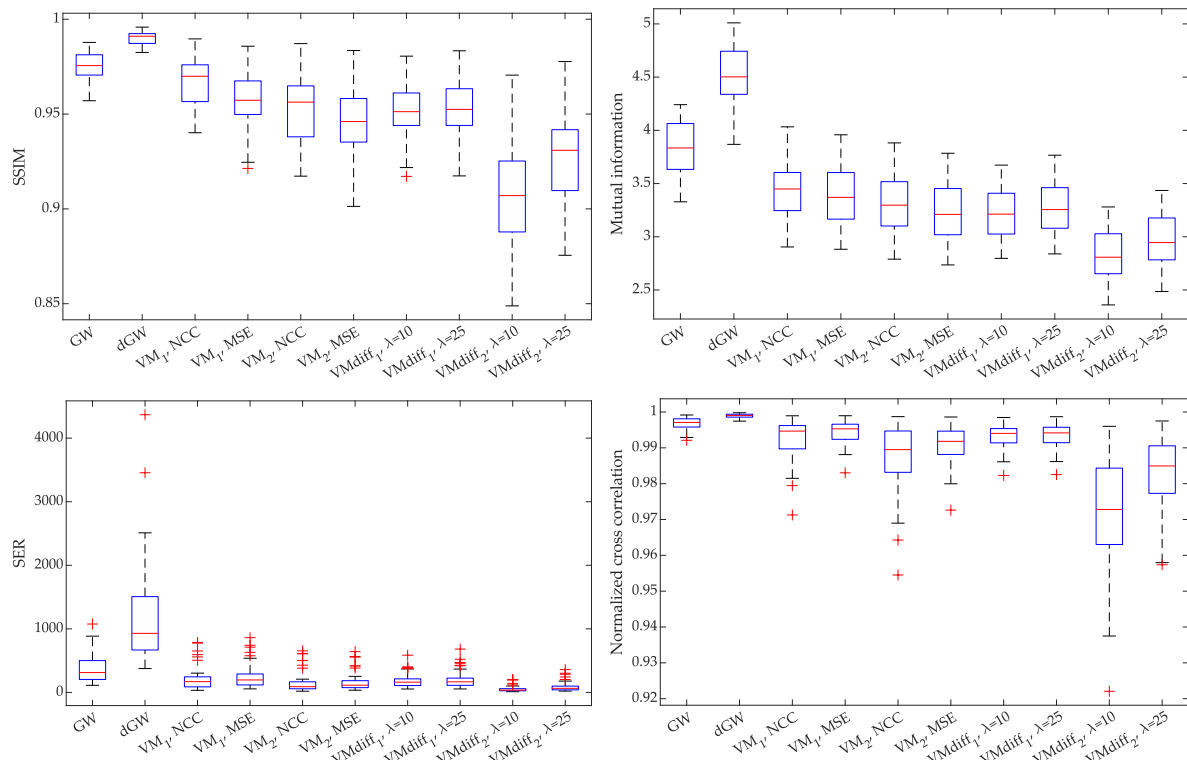 1
0.95
0.9
0.85
SSIM
GW
dGW
VM1, NCC
VM1, MSE
VM2, NCC
VM2, MSE
VMdiff1, λ=10
VMdiff1, λ=25
VMdiff2, λ=10
VMdiff2, λ=25
5
4.5
4
3.5
3
2.5
Mutual information
GW
dGW
VM1, NCC
VM1, MSE
VM2, NCC
VM2, MSE
VMdiff1, λ=10
VMdiff1, λ=25
VMdiff2, λ=10
VMdiff2, λ=25
4000
3000
2000
1000
0
SER
GW
dGW
VM1, NCC
VM1, MSE
VM2, NCC
VM2, MSE
VMdiff1, λ=10
VMdiff1, λ=25
VMdiff2, λ=10
VMdiff2, λ=25
1
0.99
0.98
0.97
0.96
0.95
0.94
0.93
0.92
Normalized cross correlation
GW
dGW
VM1, NCC
VM1, MSE
VM2, NCC
VM2, MSE
VMdiff1, λ=10
VMdiff1, λ=25
VMdiff2, λ=10
VMdiff2, λ=25